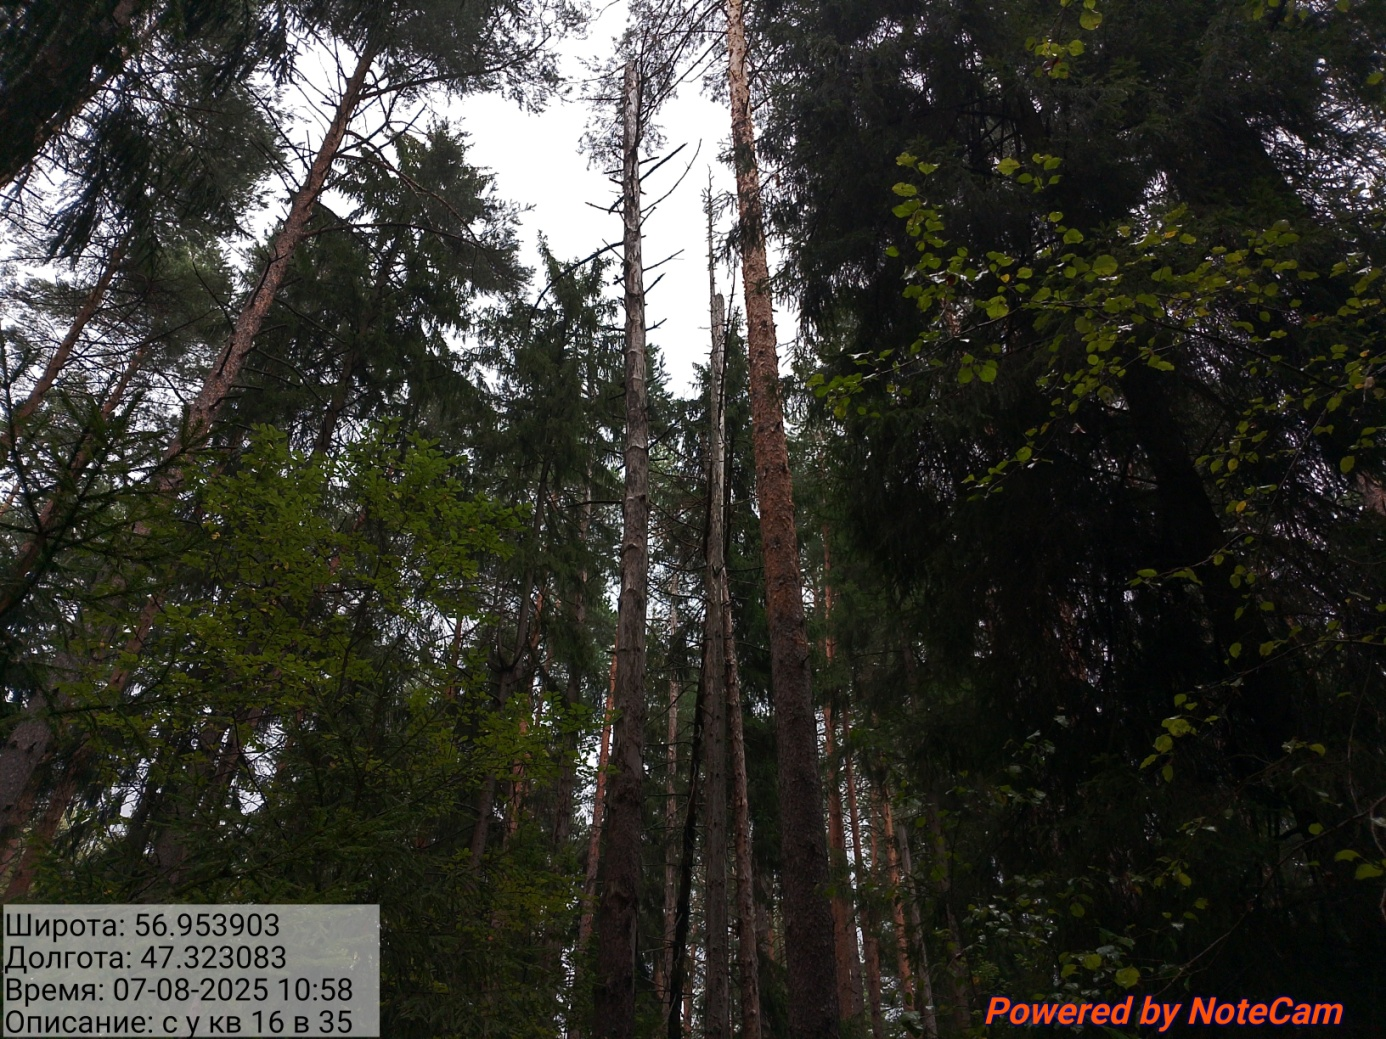 Широта: 56.953903
Долгота: 47.323083
Время: 07-08-2025 10:58
Описание: с у кв 16 в 35
Powered by NoteCam